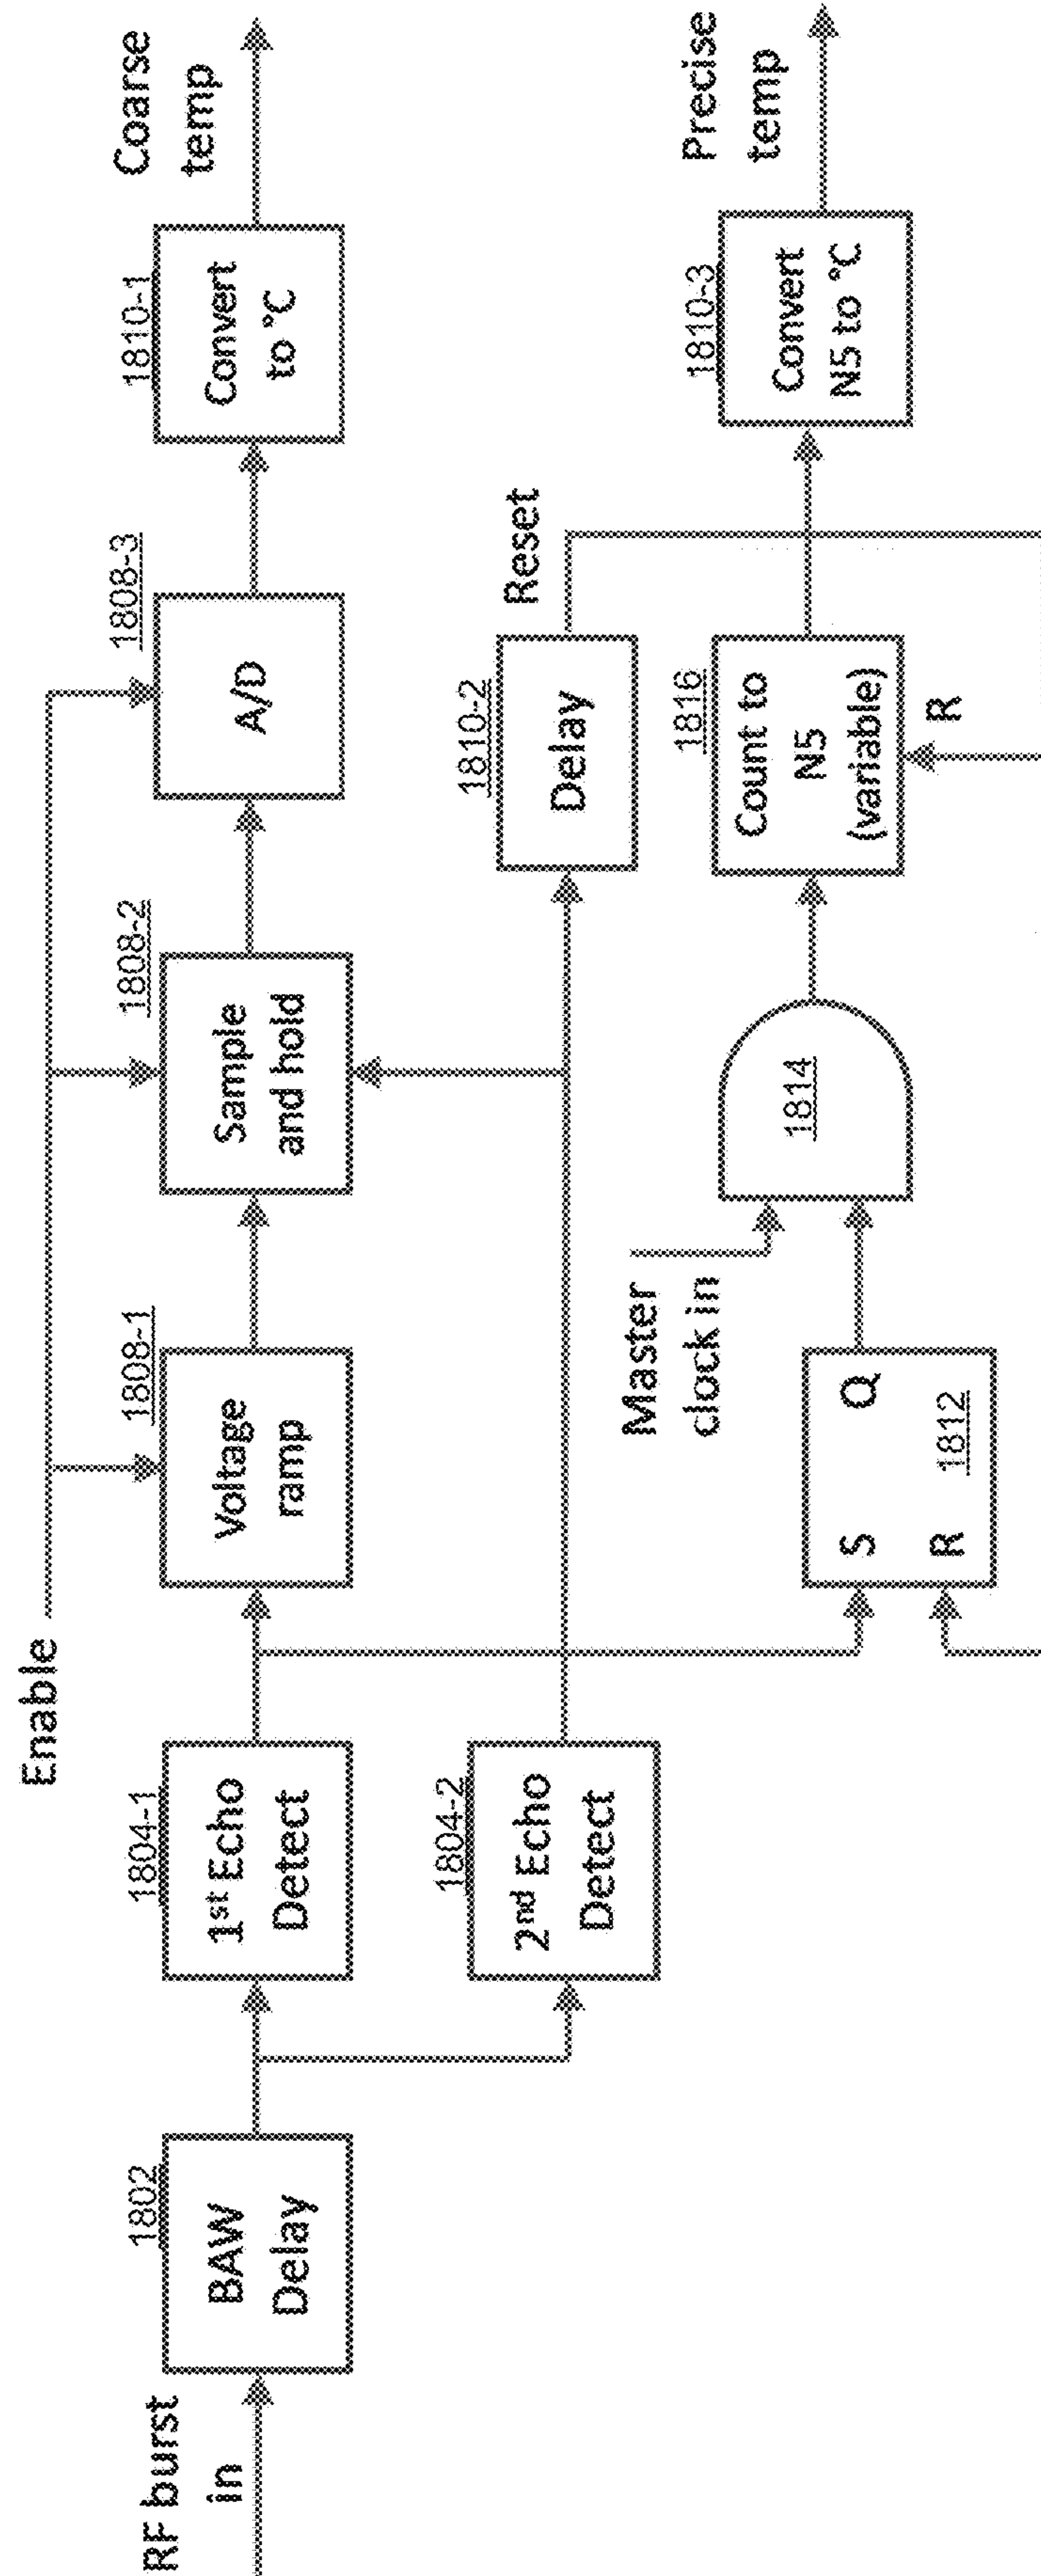 Enable
RF burst
in
1802
BAW
Delay
1804-1
1st Echo
Detect
1808-1
Voltage
ramp
1808-2
Sample
and hold
1808-3
A/D
1810-1
Convert
to °C
Coarse
temp
1804-2
2nd Echo
Detect
1810-2
Delay
Reset
Master
clock in
S
Q
R
1812
1814
1816
Count to
N5
(variable)
R
1810-3
Convert
N5 to °C
Precise
temp